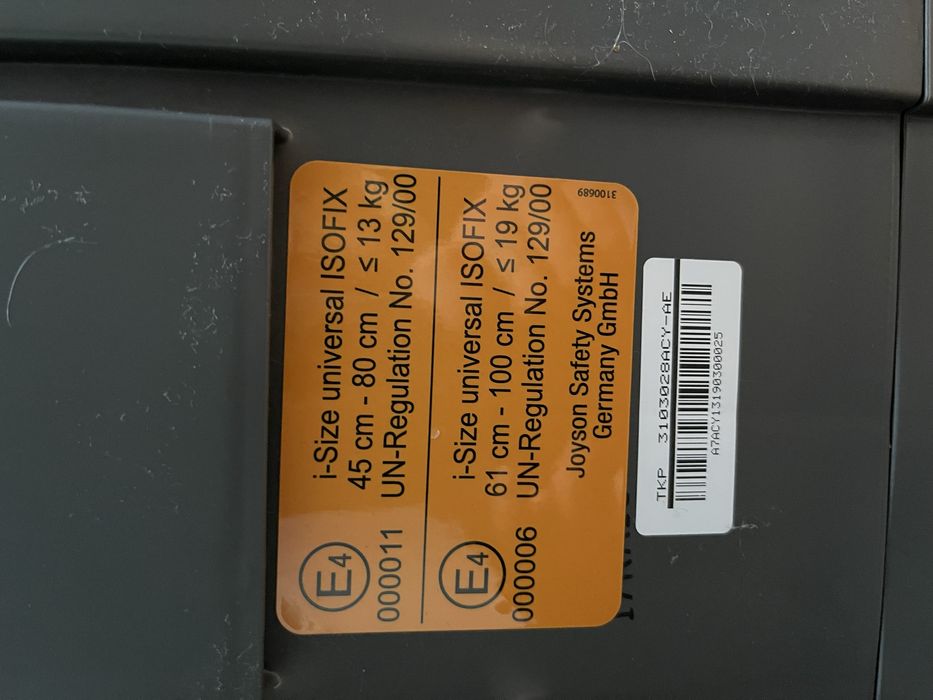 i-Size universal ISOFIX
45 cm - 80 cm / ≤ 13 kg
E4
000011 UN-Regulation No. 129/00
i-Size universal ISOFIX
61 cm - 100 cm / ≤ 19 kg
E4
000006 UN-Regulation No. 129/00
Joyson Safety Systems
Germany GmbH
3100689
TKP 3103028ACY-AE
A7ACY13190300025